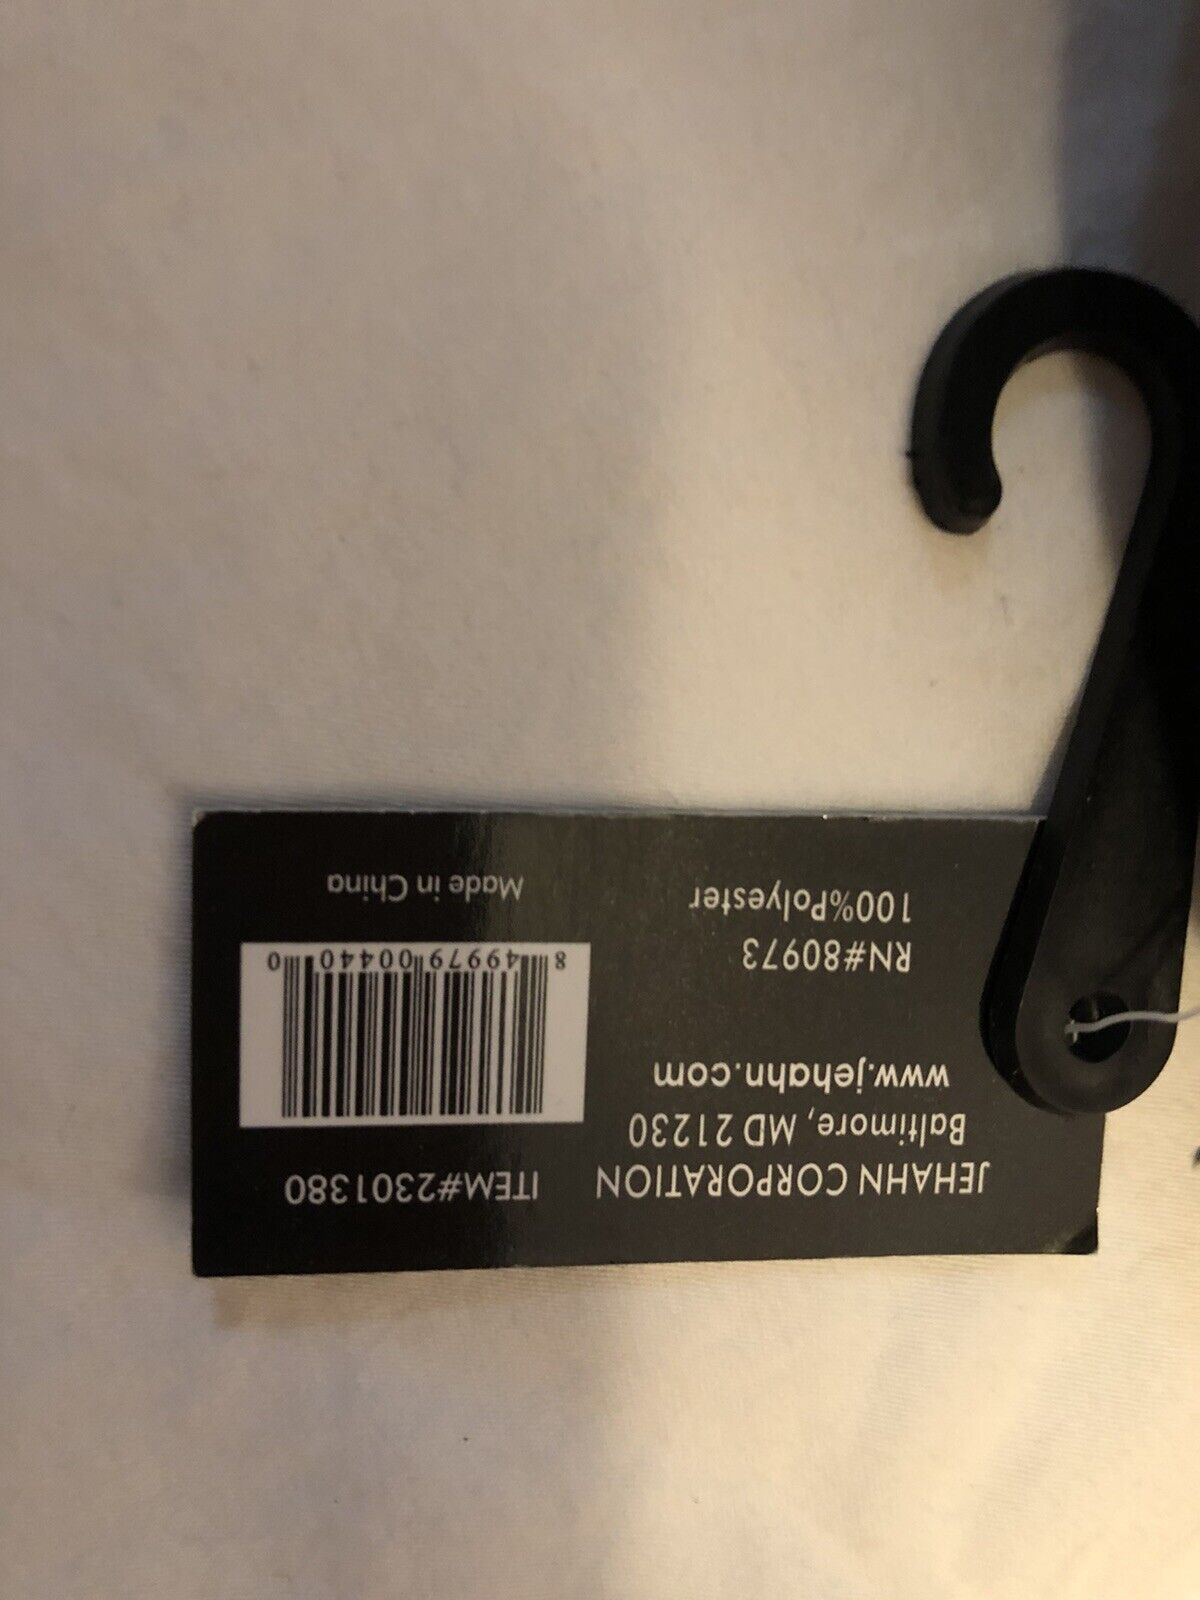 JEHAHN CORPORATION
Baltimore, MD 21230
www.jehahn.com
RN#80973
100%Polyester
ITEM#2301380
8 49979 00440 0
Made in China